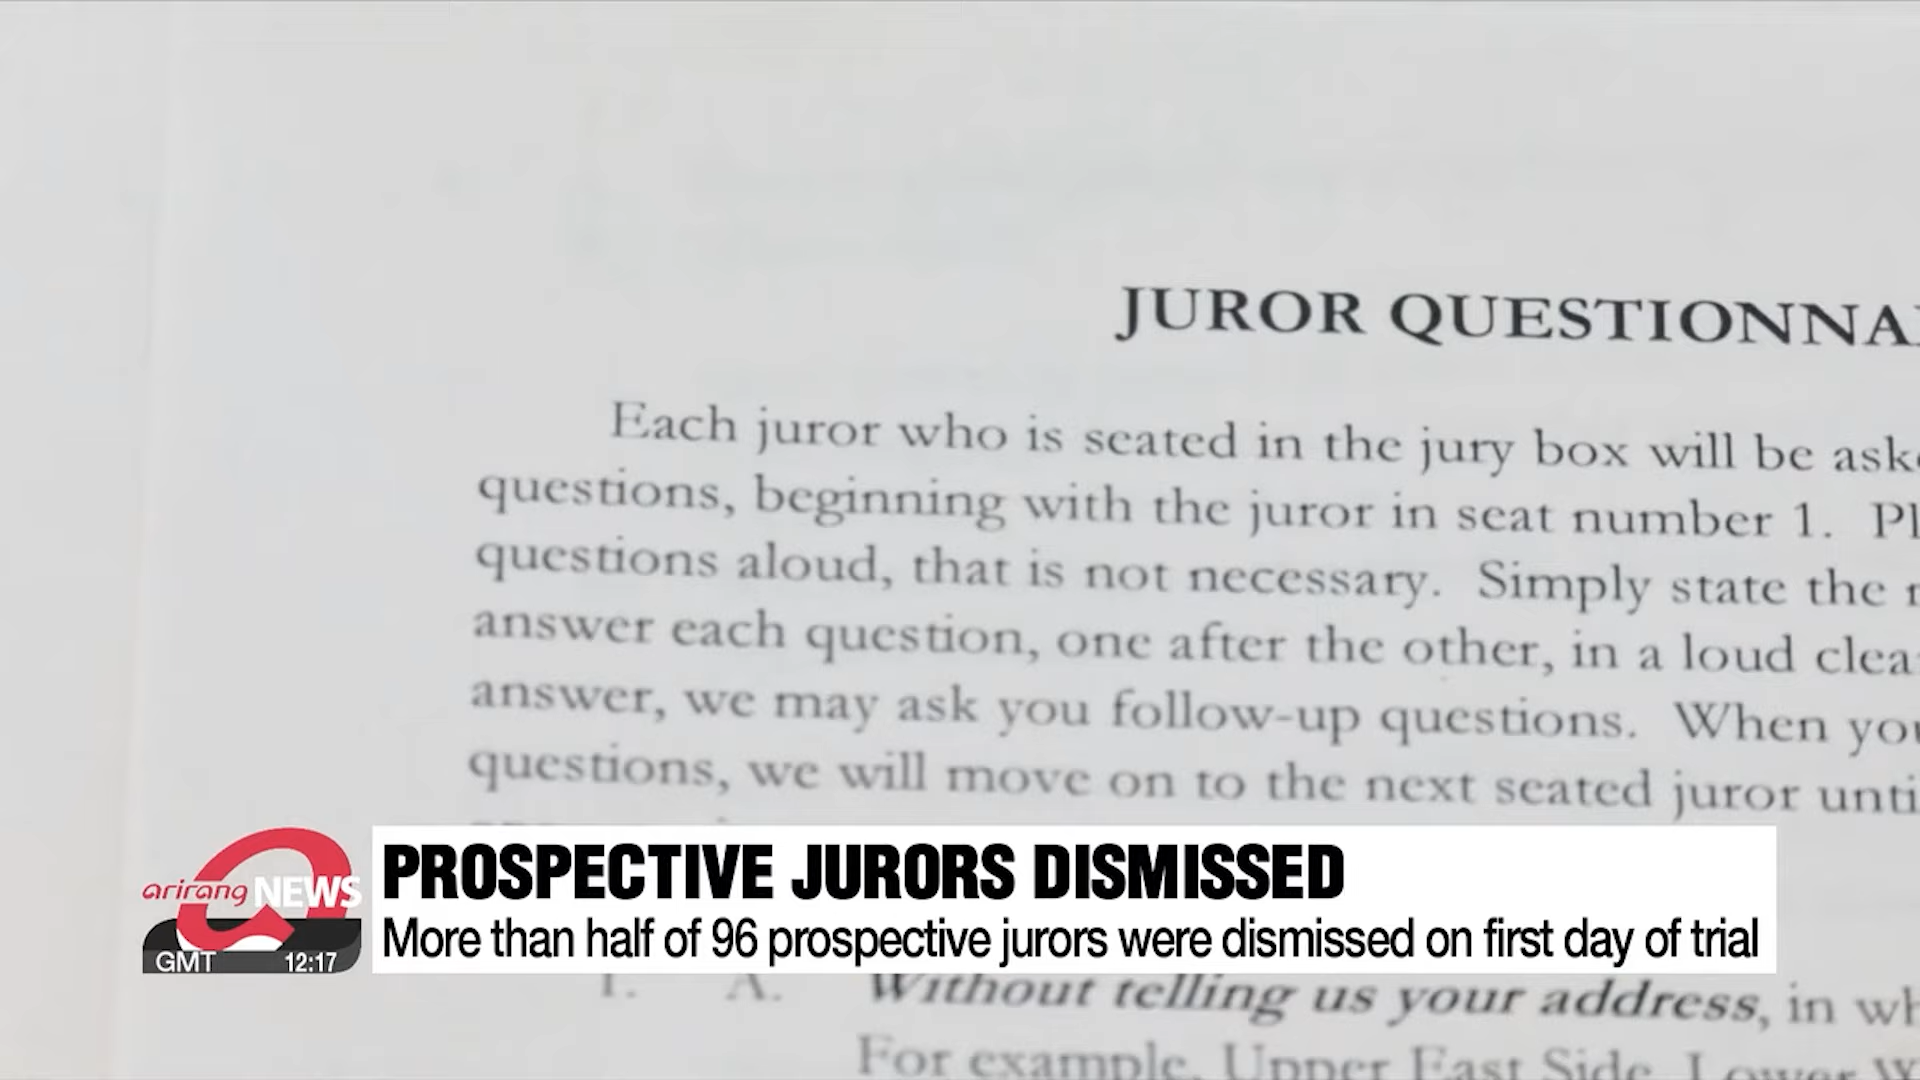 JUROR QUESTIONNA
Each juror who is seated in the jury box will be ask
questions, beginning with the juror in seat number 1. Pl
questions aloud, that is not necessary. Simply state the
answer each question, one after the other, in a loud clea
answer, we may ask you follow-up questions. When you
questions, we will move on to the next seated juror unti
arirang NEWS
GMT 12:17
PROSPECTIVE JURORS DISMISSED
More than half of 96 prospective jurors were dismissed on first day of trial
1. A. Without telling us your address, in wh
For example, Upper East Side, Lower W